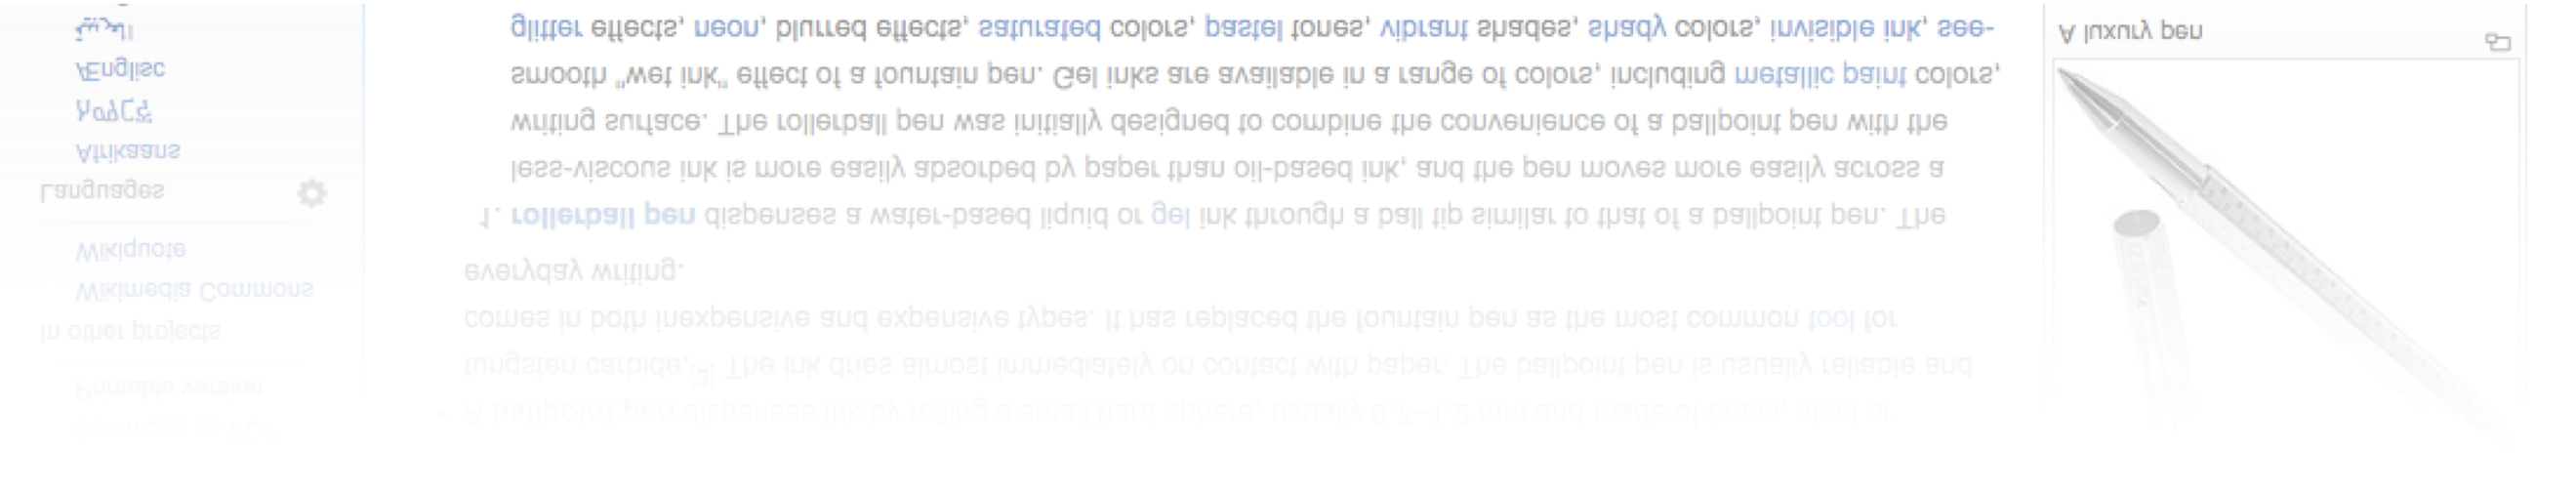 Download as PDF
Printable version
In other projects
Wikimedia Commons
Wikiquote
Languages
Afrikaans
አማርኛ
Ænglisc
العربية
A ballpoint pen dispenses ink by rolling a small hard sphere, usually 0.7–1.2 mm and made of brass, steel or
tungsten carbide.[3] The ink dries almost immediately on contact with paper. The ballpoint pen is usually reliable and
comes in both inexpensive and expensive types. It has replaced the fountain pen as the most common tool for
everyday writing.
1. rollerball pen dispenses a water-based liquid or gel ink through a ball tip similar to that of a ballpoint pen. The
less-viscous ink is more easily absorbed by paper than oil-based ink, and the pen moves more easily across a
writing surface. The rollerball pen was initially designed to combine the convenience of a ballpoint pen with the
smooth "wet ink" effect of a fountain pen. Gel inks are available in a range of colors, including metallic paint colors,
glitter effects, neon, blurred effects, saturated colors, pastel tones, vibrant shades, shady colors, invisible ink, see-
A luxury pen